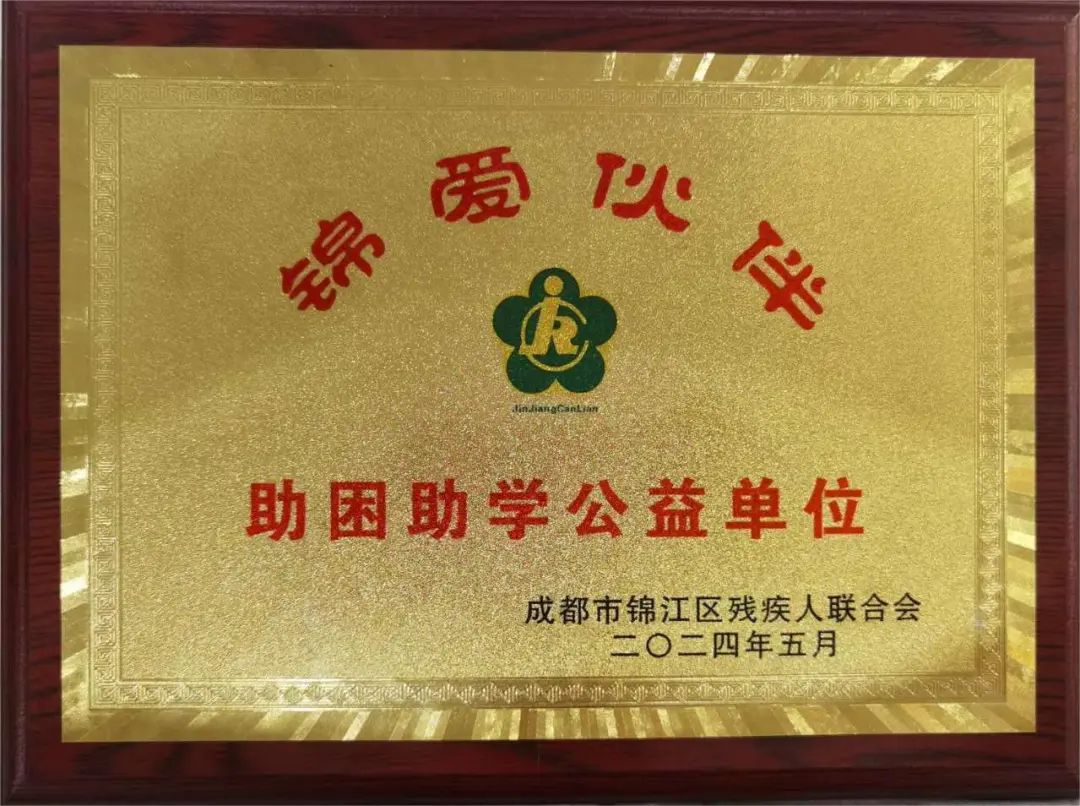 锦爱伙伴
JinJiangCanLian
助困助学公益单位
成都市锦江区残疾人联合会
二〇二四年五月